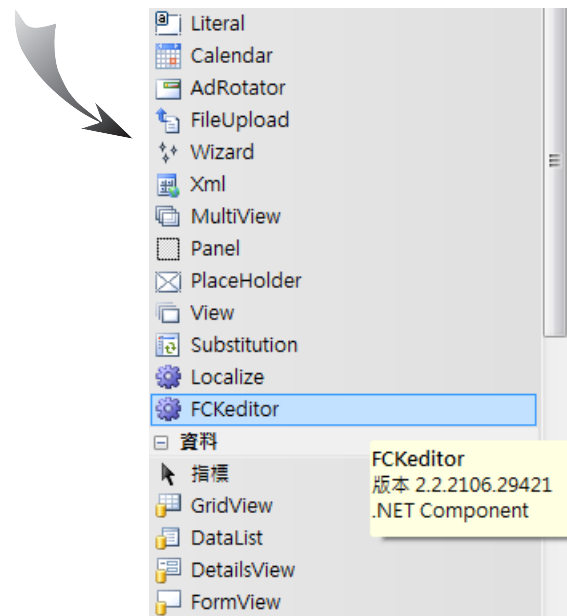 Literal
Calendar
AdRotator
FileUpload
Wizard
Xml
MultiView
Panel
PlaceHolder
View
Substitution
Localize
FCKeditor
資料
指標
GridView
DataList
DetailsView
FormView
FCKeditor
版本 2.2.2106.29421
.NET Component